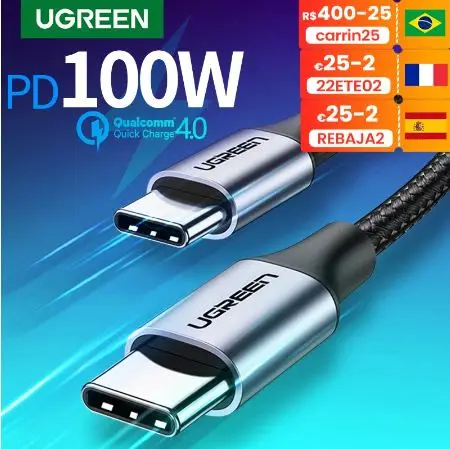 UGREEN
R$400-25
carrin25
€25-2
22ETE02
€25-2
REBAJA2
PD100W
Qualcomm
Quick Charge 4.0
UGREEN
UGREEN